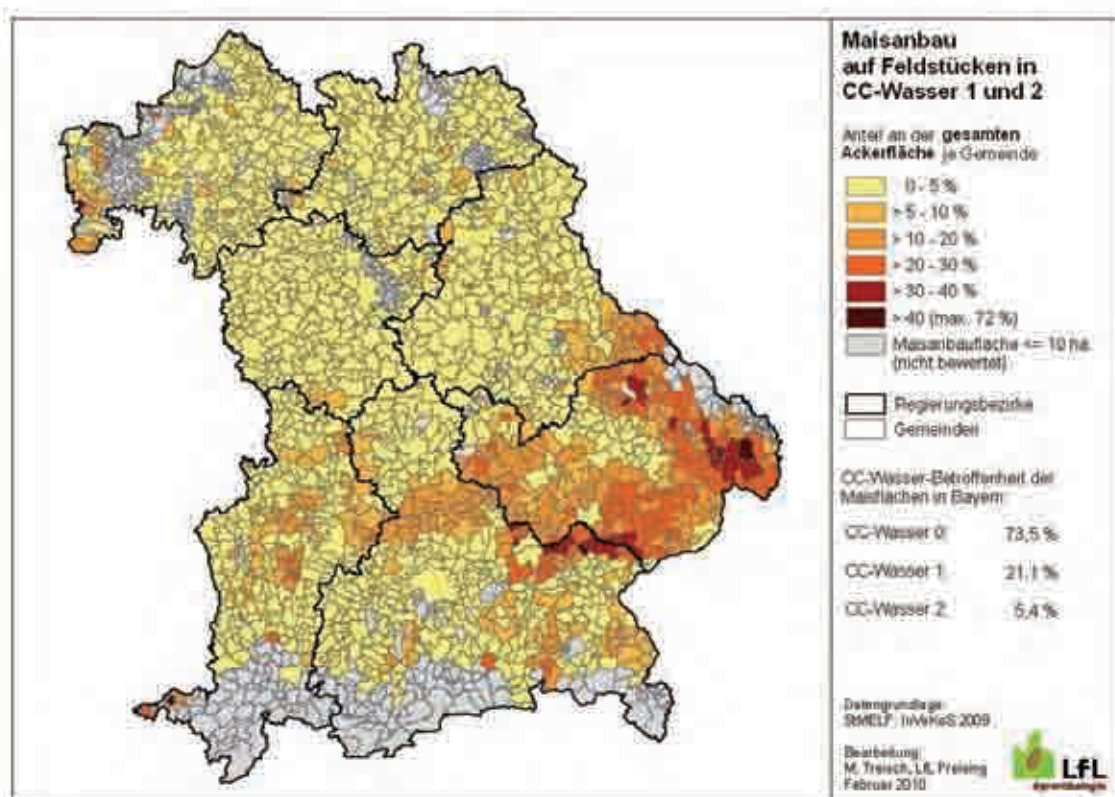 Maisanbau
auf Feldstücken in
CC-Wasser 1 und 2
Anteil an der gesamten
Ackerfläche je Gemeinde
0 - 5 %
> 5 - 10 %
> 10 - 20 %
> 20 - 30 %
> 30 - 40 %
> 40 (max. 72 %)
Maisanbaufläche <= 10 ha
(nicht bewertet)
Regierungsbezirke
Gemeinden
CC-Wasser-Betroffenheit der
Maisflächen in Bayern:
CC-Wasser 0: 73,5 %
CC-Wasser 1: 21,1 %
CC-Wasser 2: 5,4 %
Datengrundlage:
StMELF: InVeKoS 2009
Bearbeitung:
M. Treisch, LfL Freising
Februar 2010
LfL